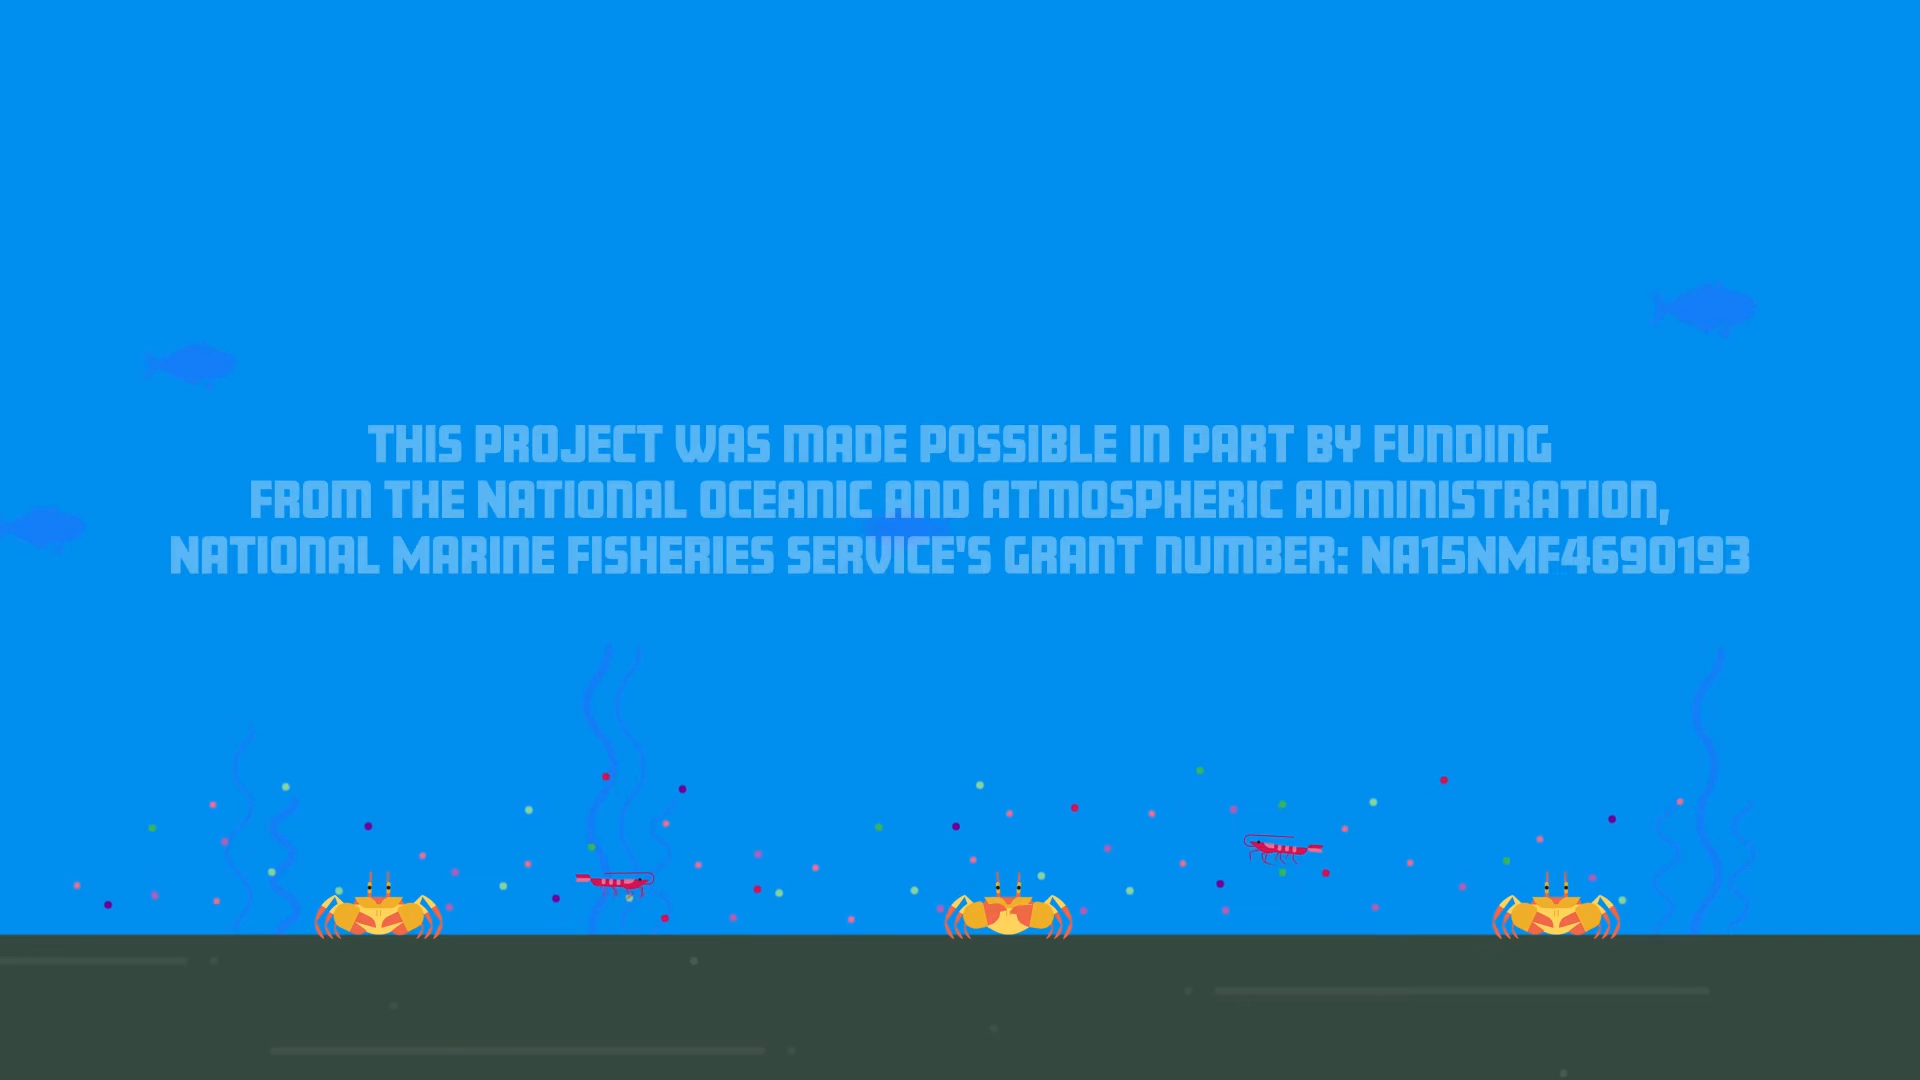 THIS PROJECT WAS MADE POSSIBLE IN PART BY FUNDING
FROM THE NATIONAL OCEANIC AND ATMOSPHERIC ADMINISTRATION,
NATIONAL MARINE FISHERIES SERVICE'S GRANT NUMBER: NA15NMF4690193